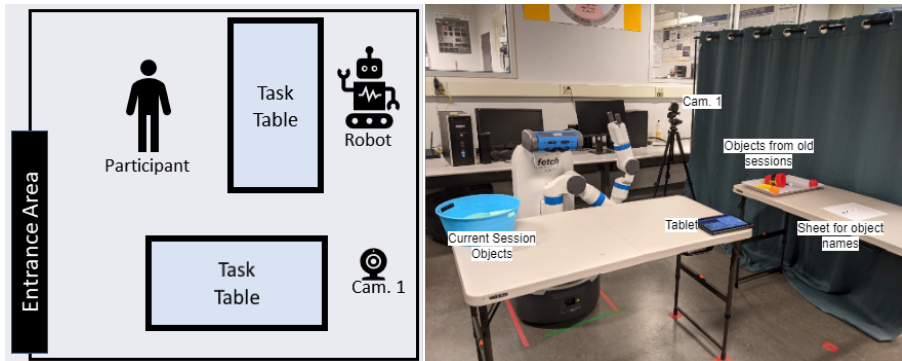 Task
Table
Participant
Robot
Entrance Area
Task
Table
Cam. 1
Cam. 1
fetch
Objects from old
sessions
Tablet
Current Session
Objects
Sheet for object
names